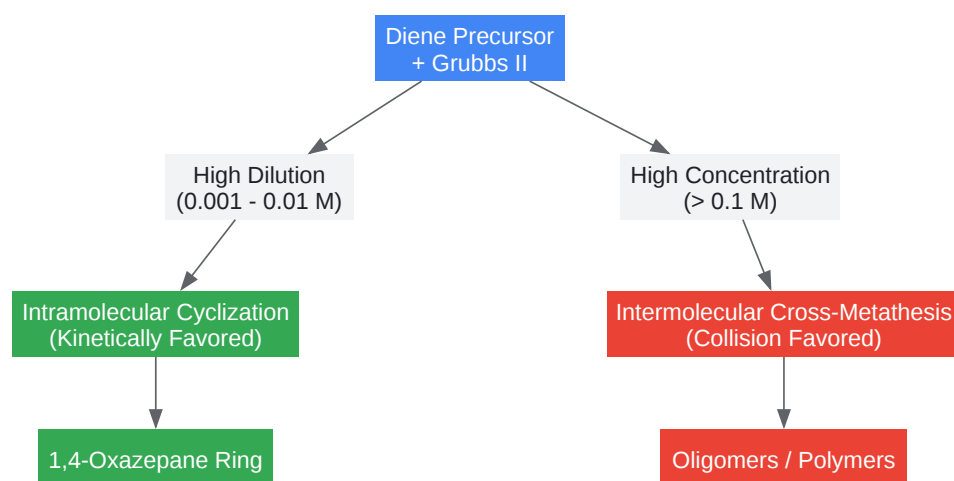 Diene Precursor
+ Grubbs II
High Dilution
(0.001 - 0.01 M)
High Concentration
(> 0.1 M)
Intramolecular Cyclization
(Kinetically Favored)
Intermolecular Cross-Metathesis
(Collision Favored)
1,4-Oxazepane Ring
Oligomers / Polymers